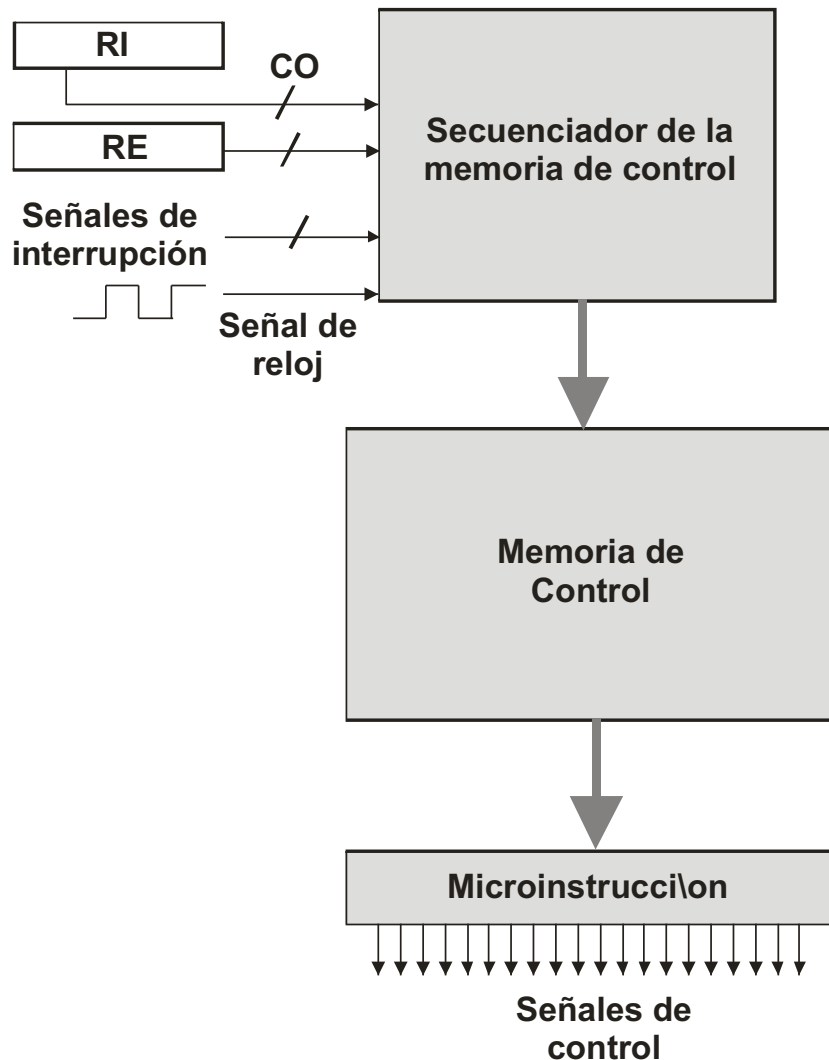 RI
CO
RE
Señales de
interrupción
Señal de
reloj
Secuenciador de la
memoria de control
Memoria de
Control
Microinstrucci\on
Señales de
control